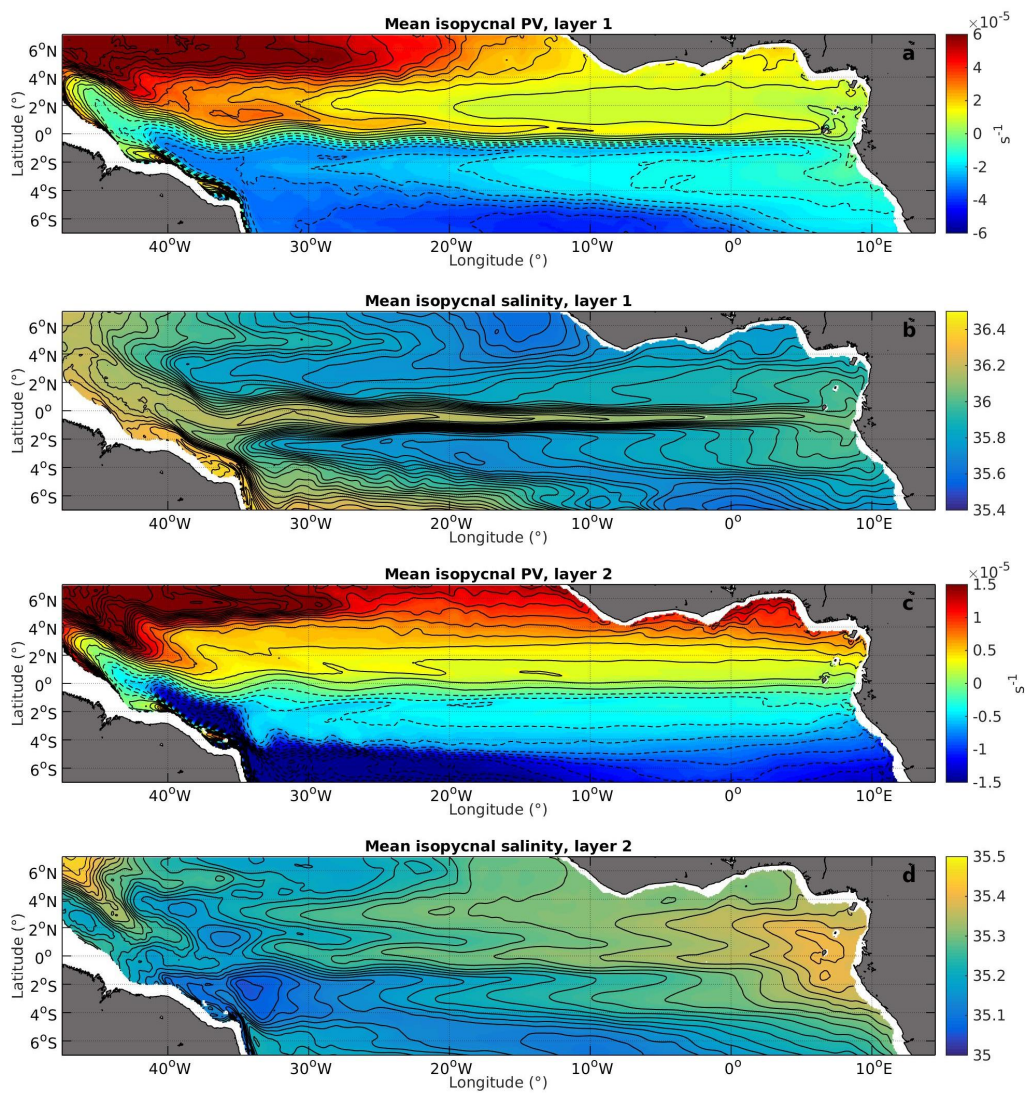 Mean isopycnal PV, layer 1
×10⁻⁵
6°N
4°N
2°N
0°
2°S
4°S
6°S
Latitude (°)
a
6
4
2
0
-2
-4
-6
s⁻¹
40°W 30°W 20°W 10°W 0° 10°E
Longitude (°)
Mean isopycnal salinity, layer 1
6°N
4°N
2°N
0°
2°S
4°S
6°S
Latitude (°)
b
36.4
36.2
36
35.8
35.6
35.4
40°W 30°W 20°W 10°W 0° 10°E
Longitude (°)
Mean isopycnal PV, layer 2
×10⁻⁵
6°N
4°N
2°N
0°
2°S
4°S
6°S
Latitude (°)
c
1.5
1
0.5
0
-0.5
-1
-1.5
s⁻¹
40°W 30°W 20°W 10°W 0° 10°E
Longitude (°)
Mean isopycnal salinity, layer 2
6°N
4°N
2°N
0°
2°S
4°S
6°S
Latitude (°)
d
35.5
35.4
35.3
35.2
35.1
35
40°W 30°W 20°W 10°W 0° 10°E
Longitude (°)